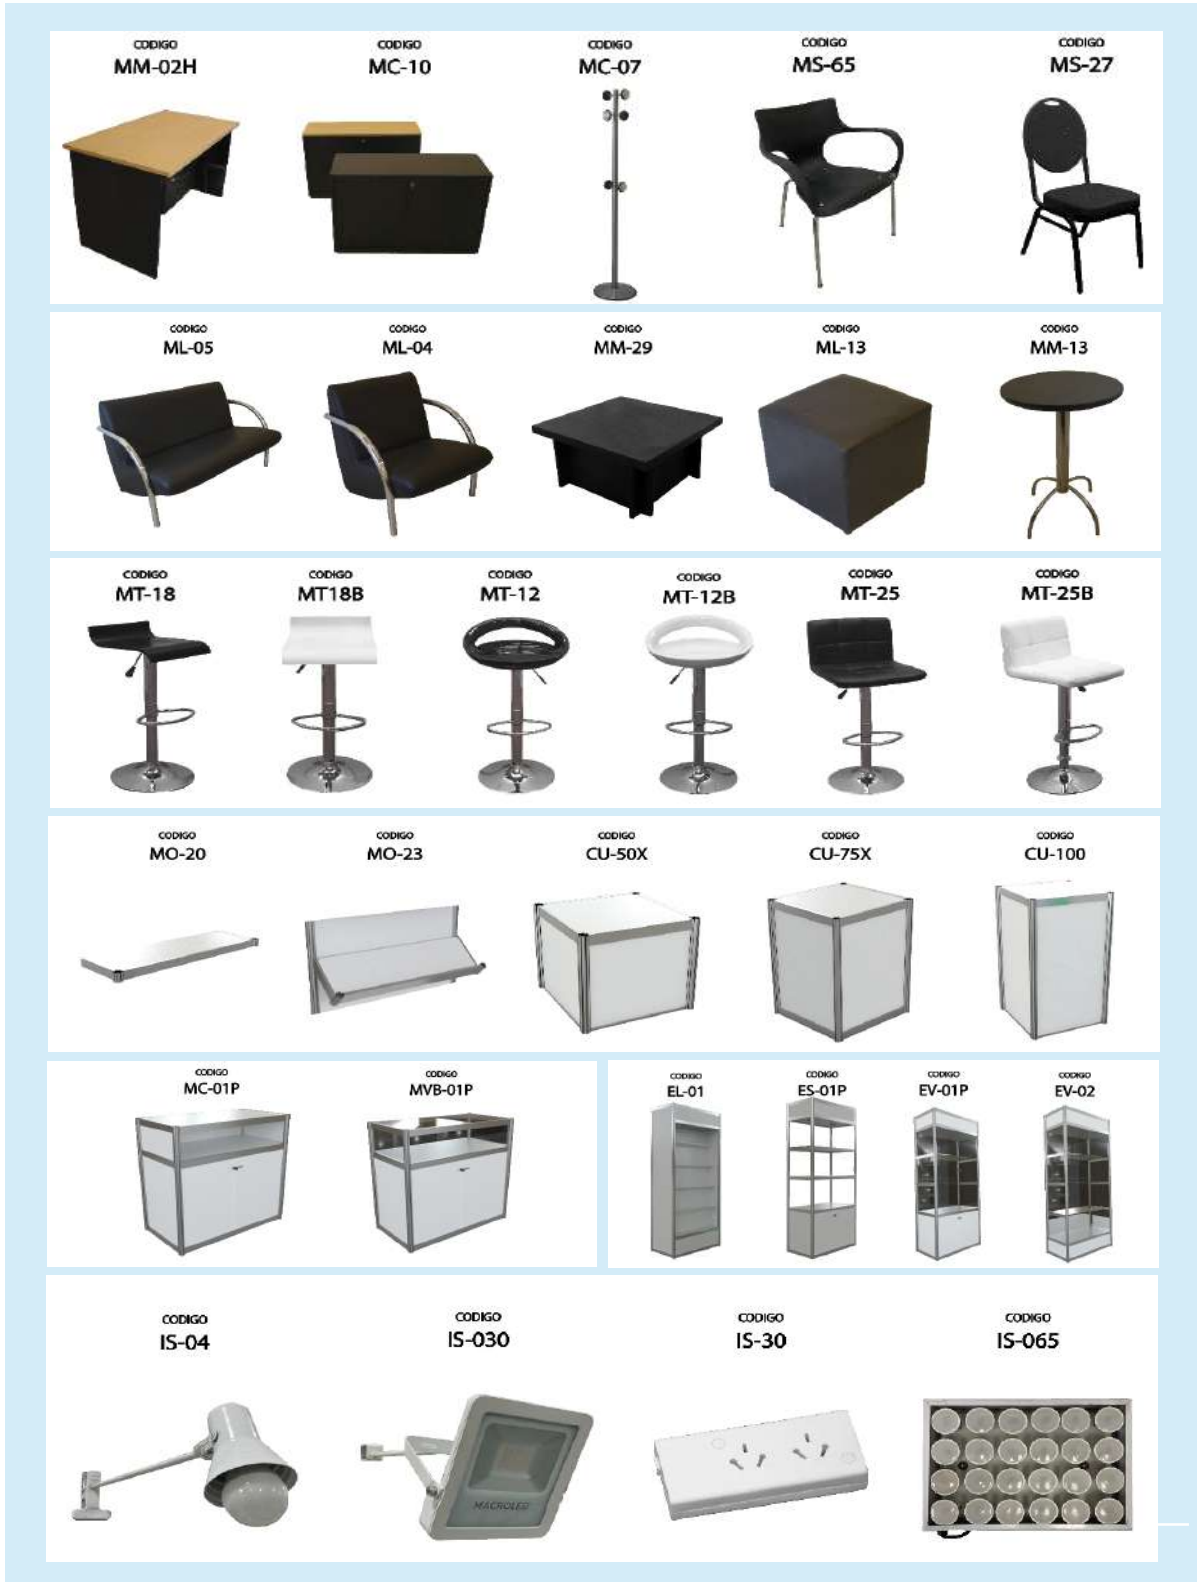 CODIGO
MM-02H
CODIGO
MC-10
CODIGO
MC-07
CODIGO
MS-65
CODIGO
MS-27
CODIGO
ML-05
CODIGO
ML-04
CODIGO
MM-29
CODIGO
ML-13
CODIGO
MM-13
CODIGO
MT-18
CODIGO
MT18B
CODIGO
MT-12
CODIGO
MT-12B
CODIGO
MT-25
CODIGO
MT-25B
CODIGO
MO-20
CODIGO
MO-23
CODIGO
CU-50X
CODIGO
CU-75X
CODIGO
CU-100
CODIGO
MC-01P
CODIGO
MVB-01P
CODIGO
EL-01
CODIGO
ES-01P
CODIGO
EV-01P
CODIGO
EV-02
CODIGO
IS-04
CODIGO
IS-030
MACROLED
CODIGO
IS-30
CODIGO
IS-065